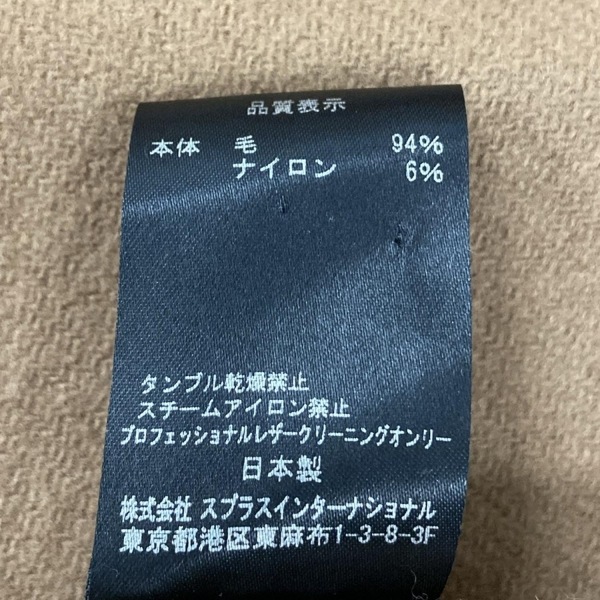 品質表示
本体 毛 94%
ナイロン 6%
タンブル乾燥禁止
スチームアイロン禁止
プロフェッショナルレザークリーニングオンリー
日本製
株式会社 スプラスインターナショナル
東京都港区東麻布1-3-8-3F